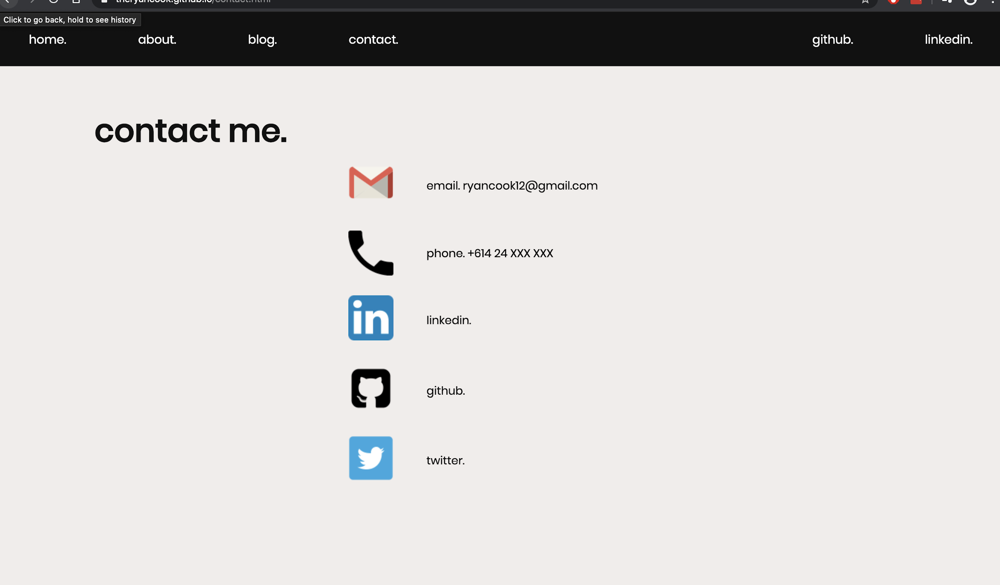 theryancook.github.io/contact.html
Click to go back, hold to see history
home. about. blog. contact. github. linkedin.
contact me.
email. ryancook12@gmail.com
phone. +614 24 XXX XXX
in
linkedin.
github.
twitter.